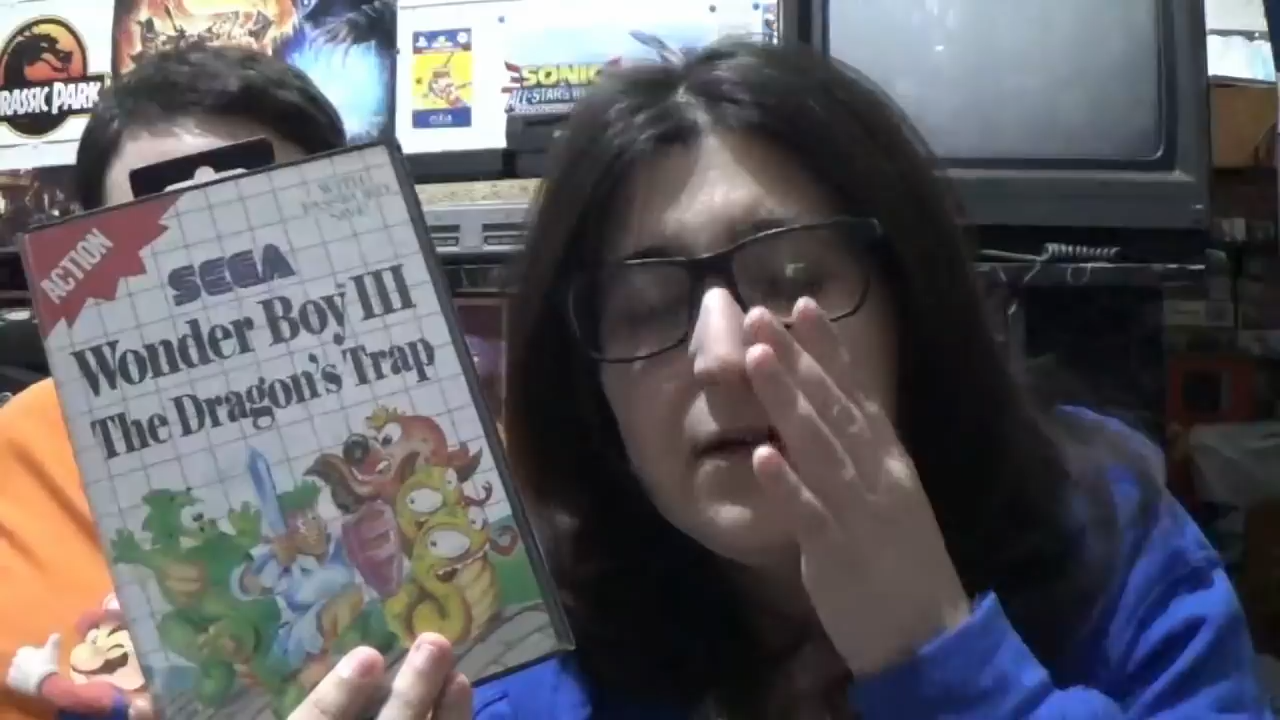 JURASSIC PARK
SONIC
ALL-STARS
ACTION
SEGA
Wonder Boy III
The Dragon's Trap